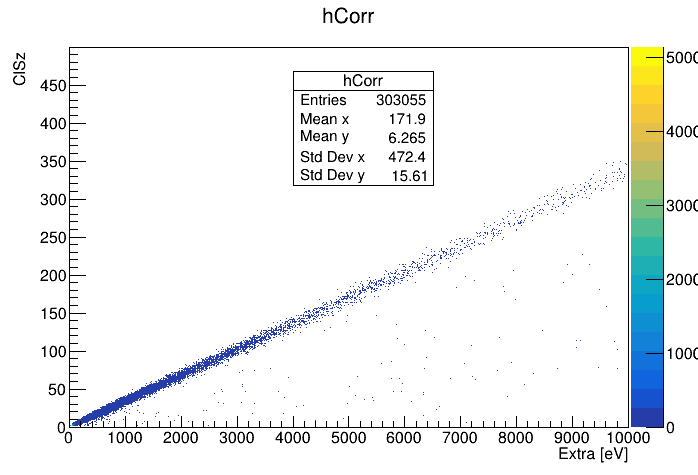 hCorr
ClSz
hCorr
Entries 303055
Mean x 171.9
Mean y 6.265
Std Dev x 472.4
Std Dev y 15.61
450
400
350
300
250
200
150
100
50
0
0 1000 2000 3000 4000 5000 6000 7000 8000 9000 10000
Extra [eV]
5000
4000
3000
2000
1000
0